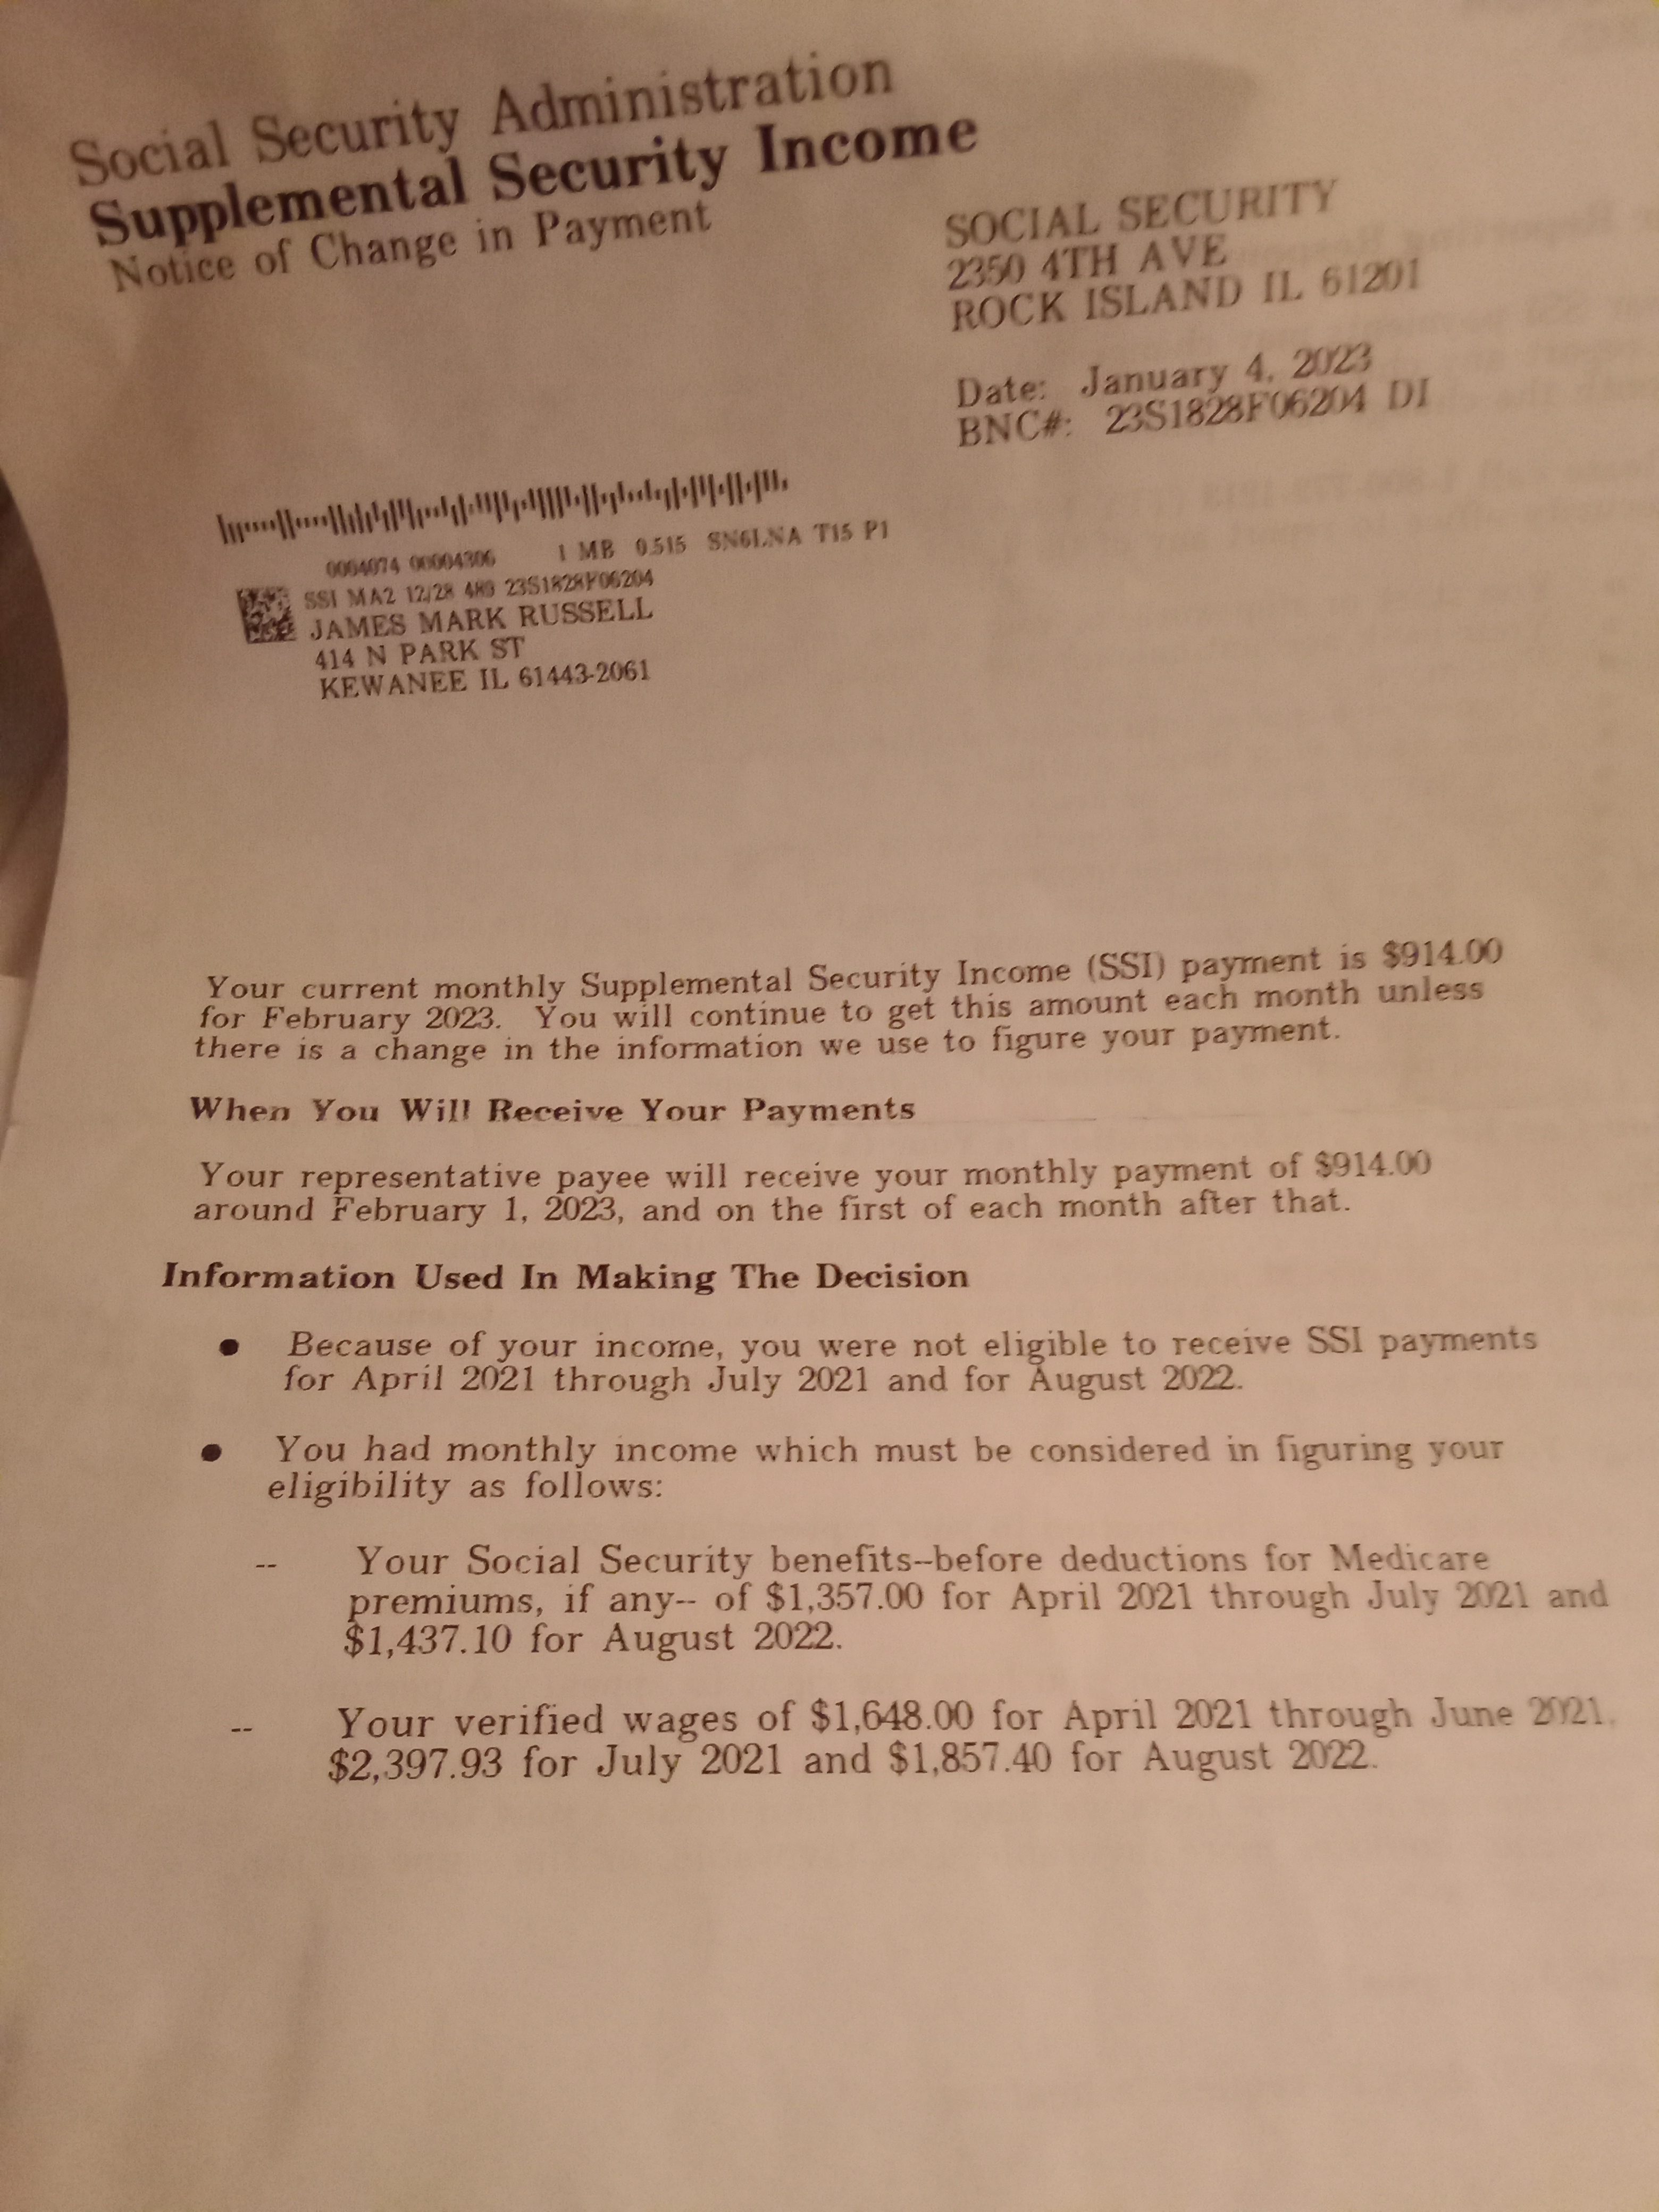 Social Security Administration
Supplemental Security Income
Notice of Change in Payment
SOCIAL SECURITY
2350 4TH AVE
ROCK ISLAND IL 61201
Date: January 4, 2023
BNC#: 23S1828F06204 DI
0004074 00004306 1 MB 0.515 SN6LNA T15 P1
SSI MA2 12/28 489 23S1828F06204
JAMES MARK RUSSELL
414 N PARK ST
KEWANEE IL 61443-2061
Your current monthly Supplemental Security Income (SSI) payment is $914.00
for February 2023. You will continue to get this amount each month unless
there is a change in the information we use to figure your payment.
When You Will Receive Your Payments
Your representative payee will receive your monthly payment of $914.00
around February 1, 2023, and on the first of each month after that.
Information Used In Making The Decision
● Because of your income, you were not eligible to receive SSI payments
for April 2021 through July 2021 and for August 2022.
● You had monthly income which must be considered in figuring your
eligibility as follows:
-- Your Social Security benefits--before deductions for Medicare
premiums, if any-- of $1,357.00 for April 2021 through July 2021 and
$1,437.10 for August 2022.
-- Your verified wages of $1,648.00 for April 2021 through June 2021,
$2,397.93 for July 2021 and $1,857.40 for August 2022.